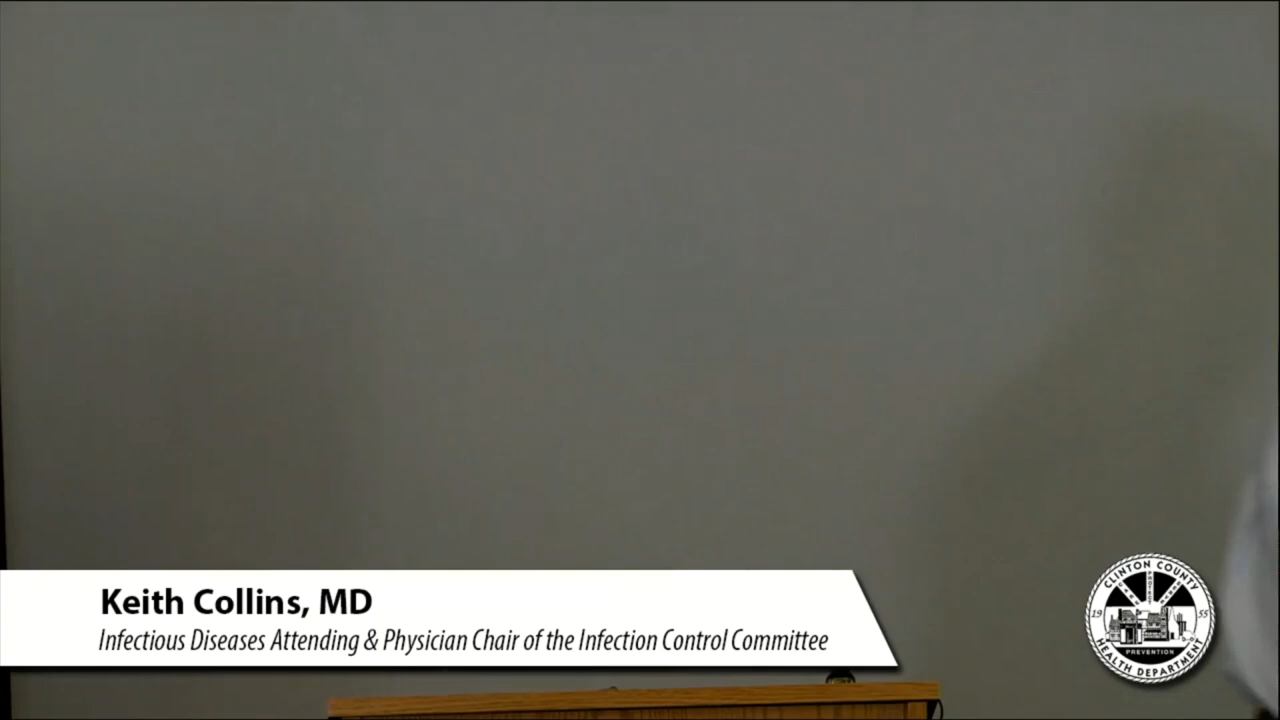 Keith Collins, MD
Infectious Diseases Attending & Physician Chair of the Infection Control Committee
CLINTON COUNTY
19 55
PREVENTION
HEALTH DEPARTMENT